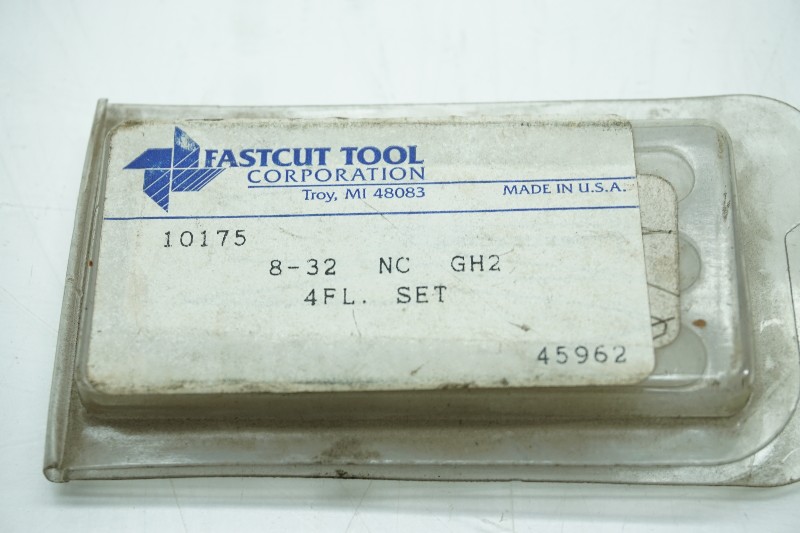 FASTCUT TOOL
CORPORATION
Troy, MI 48083 MADE IN U.S.A.
10175
8-32 NC GH2
4FL. SET
45962